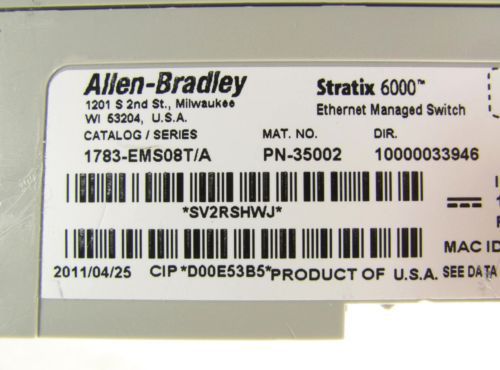 Allen-Bradley
1201 S 2nd St., Milwaukee
WI 53204, U.S.A.
Stratix 6000™
Ethernet Managed Switch
CATALOG / SERIES MAT. NO. DIR.
1783-EMS08T/A PN-35002 10000033946
*SV2RSHWJ*
MAC ID
2011/04/25 CIP *D00E53B5* PRODUCT OF U.S.A. SEE DATA